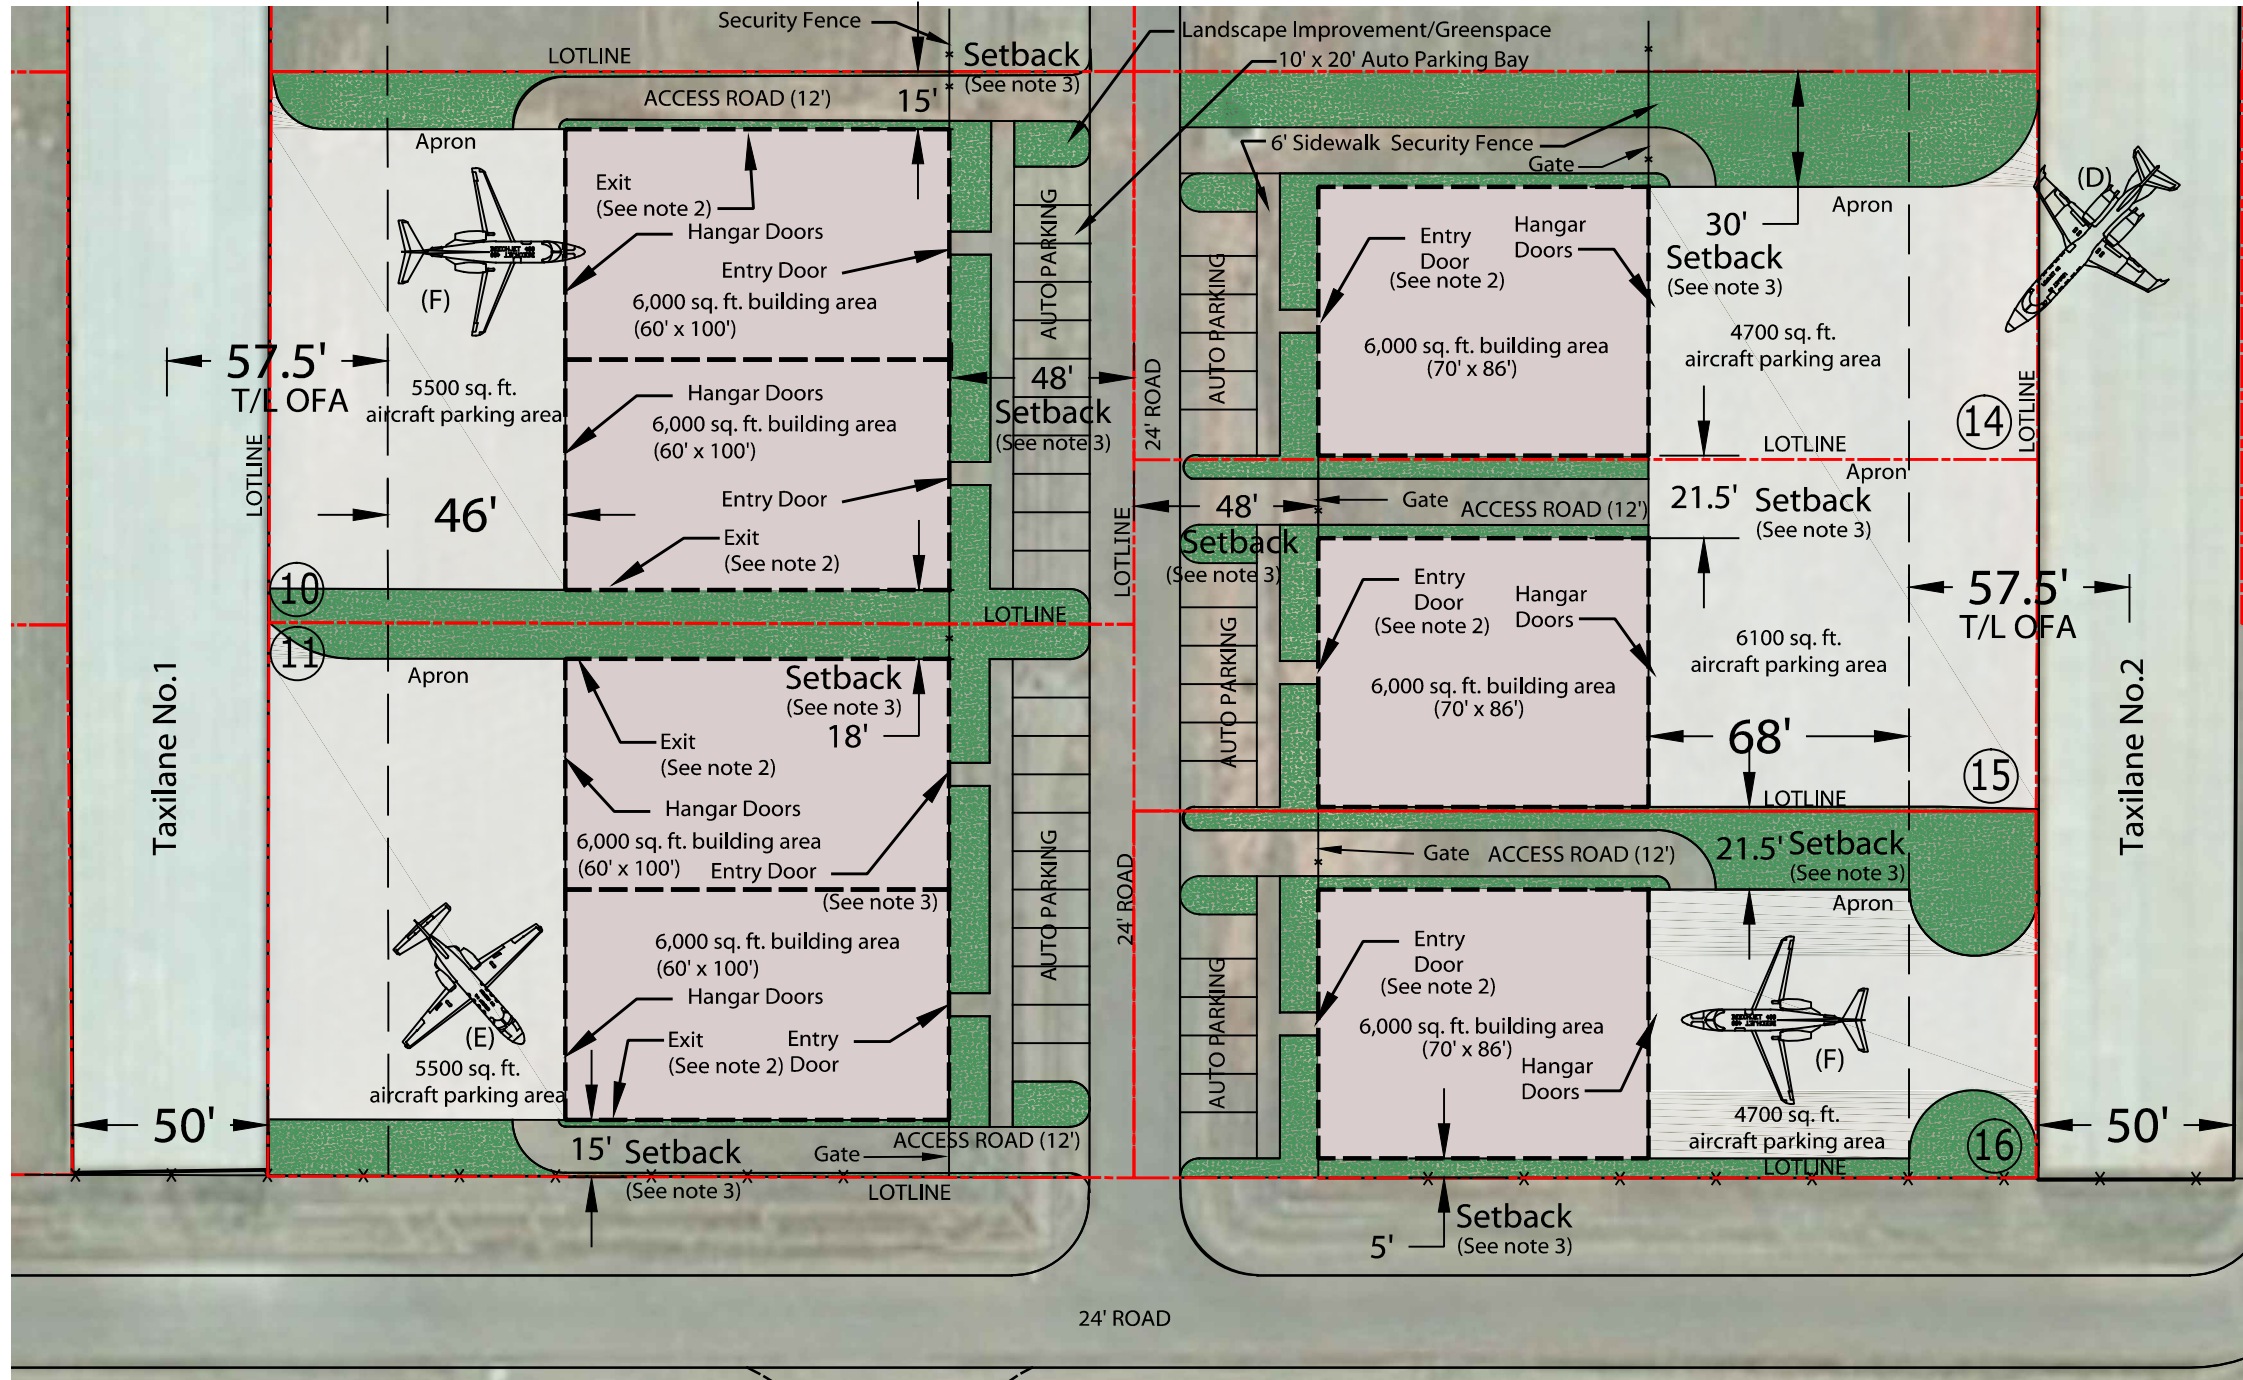 Security Fence
Setback
(See note 3)
Landscape Improvement/Greenspace
10' x 20' Auto Parking Bay
LOTLINE
ACCESS ROAD (12')
15'
Apron
Exit
(See note 2)
Hangar Doors
Entry Door
6,000 sq. ft. building area
(60' x 100')
(F)
57.5'
T/L OFA
5500 sq. ft.
aircraft parking area
Hangar Doors
6,000 sq. ft. building area
(60' x 100')
LOTLINE
46'
Entry Door
Exit
(See note 2)
10
AUTO PARKING
48'
Setback
(See note 3)
24' ROAD
LOTLINE
LOTLINE
11
Apron
Taxilane No.1
Setback
(See note 3)
18'
Exit
(See note 2)
Hangar Doors
6,000 sq. ft. building area
(60' x 100')
Entry Door
(See note 3)
6,000 sq. ft. building area
(60' x 100')
Hangar Doors
Exit
(See note 2)
Entry
Door
(E)
5500 sq. ft.
aircraft parking area
AUTO PARKING
24' ROAD
50'
15'
Setback
(See note 3)
Gate
ACCESS ROAD (12')
LOTLINE
6' Sidewalk
Security Fence
Gate
(D)
Apron
30'
Setback
(See note 3)
Entry
Door
(See note 2)
Hangar
Doors
6,000 sq. ft. building area
(70' x 86')
4700 sq. ft.
aircraft parking area
AUTO PARKING
14
LOTLINE
LOTLINE
Apron
48'
Setback
(See note 3)
Gate
ACCESS ROAD (12')
21.5'
Setback
(See note 3)
57.5'
T/L OFA
Entry
Door
(See note 2)
Hangar
Doors
6,000 sq. ft. building area
(70' x 86')
6100 sq. ft.
aircraft parking area
AUTO PARKING
68'
15
LOTLINE
Taxilane No.2
Gate
ACCESS ROAD (12')
21.5'
Setback
(See note 3)
Apron
Entry
Door
(See note 2)
6,000 sq. ft. building area
(70' x 86')
Hangar
Doors
(F)
4700 sq. ft.
aircraft parking area
AUTO PARKING
16
50'
LOTLINE
5'
Setback
(See note 3)
24' ROAD